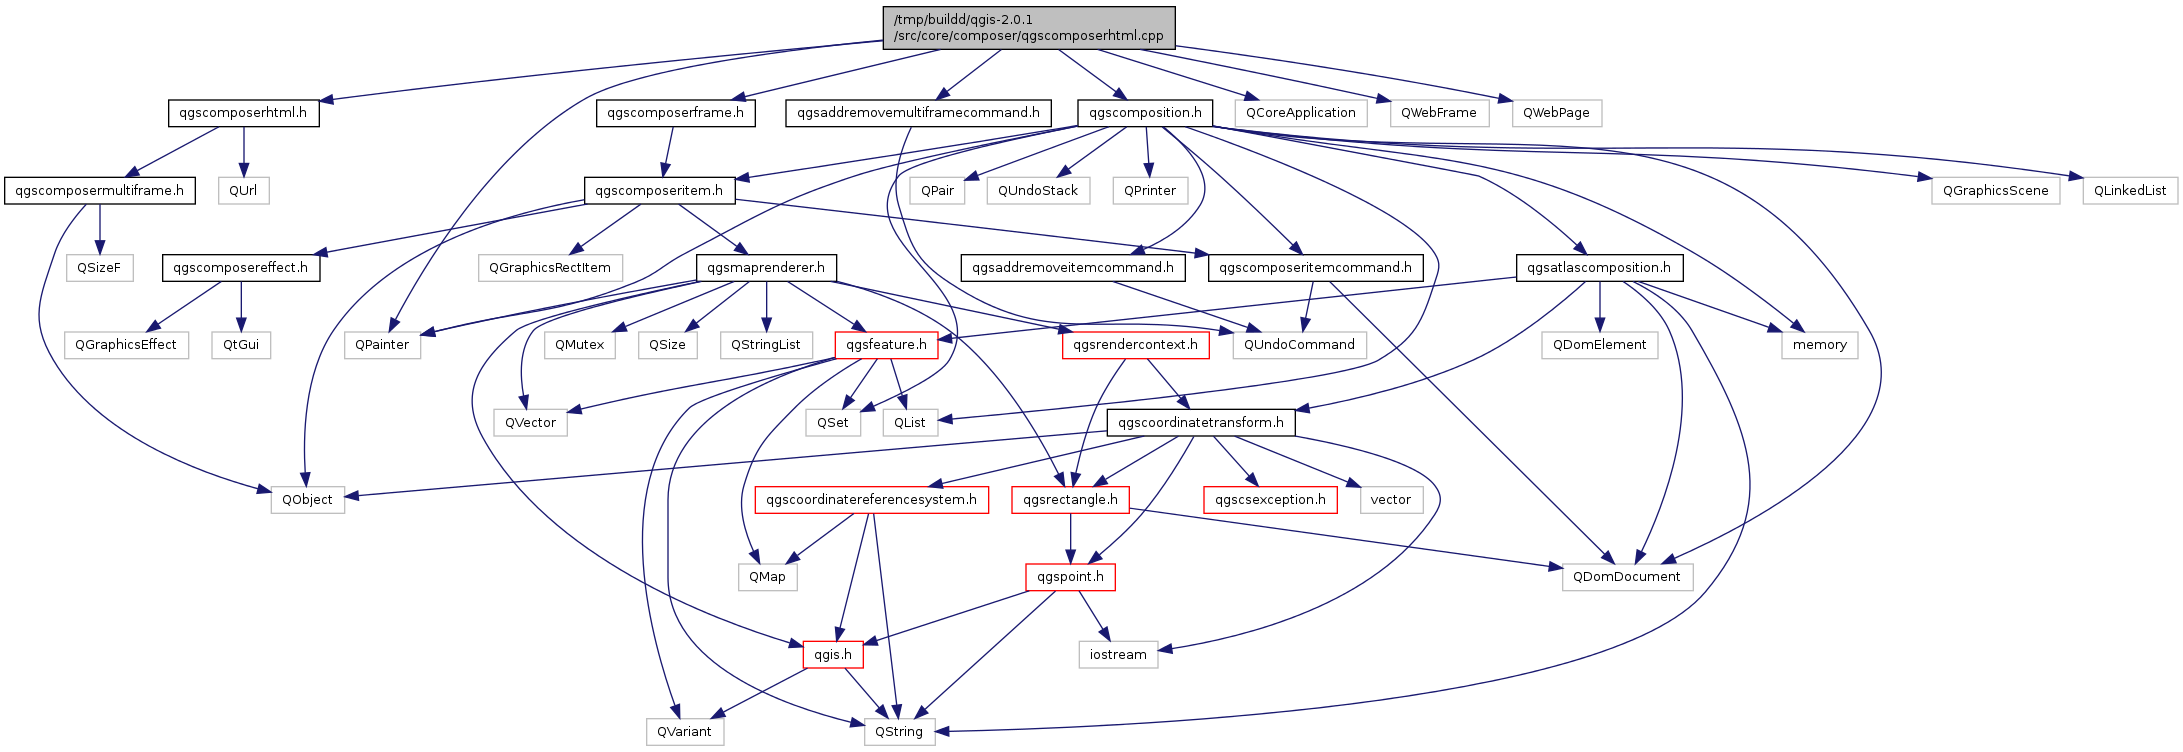 /tmp/buildd/qgis-2.0.1
/src/core/composer/qgscomposerhtml.cpp
qgscomposerhtml.h
qgscomposerframe.h
qgsaddremovemultiframecommand.h
qgscomposition.h
QCoreApplication
QWebFrame
QWebPage
qgscomposermultiframe.h
QUrl
qgscomposeritem.h
QPair
QUndoStack
QPrinter
QGraphicsScene
QLinkedList
QSizeF
qgscomposereffect.h
QGraphicsRectItem
qgsmaprenderer.h
qgsaddremoveitemcommand.h
qgscomposeritemcommand.h
qgsatlascomposition.h
QGraphicsEffect
QtGui
QPainter
QMutex
QSize
QStringList
qgsfeature.h
qgsrendercontext.h
QUndoCommand
QDomElement
memory
QVector
QSet
QList
qgscoordinatetransform.h
QObject
qgscoordinatereferencesystem.h
qgsrectangle.h
qgscsexception.h
vector
QMap
qgspoint.h
QDomDocument
qgis.h
iostream
QVariant
QString